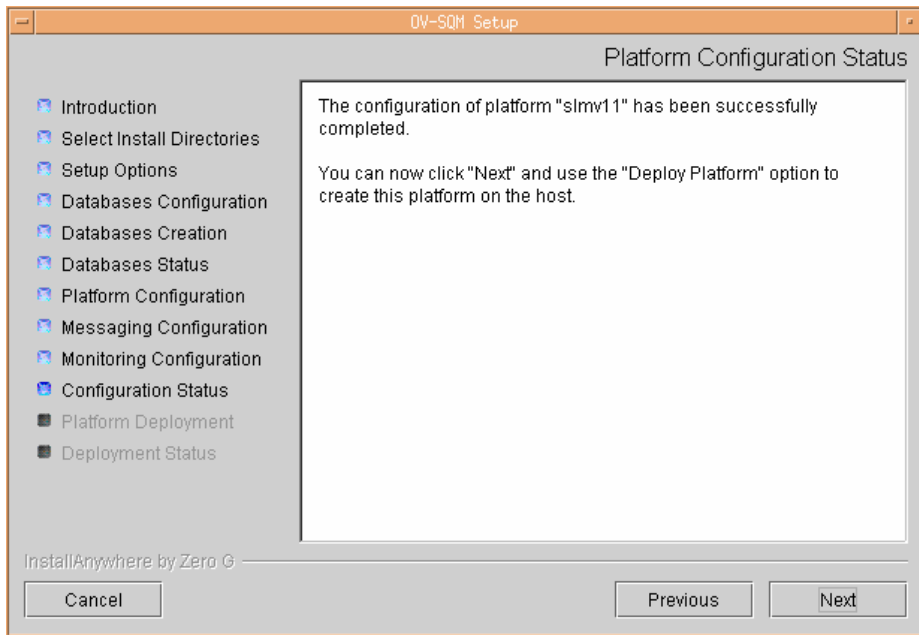 OV-SQM Setup
Platform Configuration Status
Introduction
Select Install Directories
Setup Options
Databases Configuration
Databases Creation
Databases Status
Platform Configuration
Messaging Configuration
Monitoring Configuration
Configuration Status
Platform Deployment
Deployment Status
The configuration of platform "slmv11" has been successfully
completed.
You can now click "Next" and use the "Deploy Platform" option to
create this platform on the host.
InstallAnywhere by Zero G
Cancel
Previous
Next